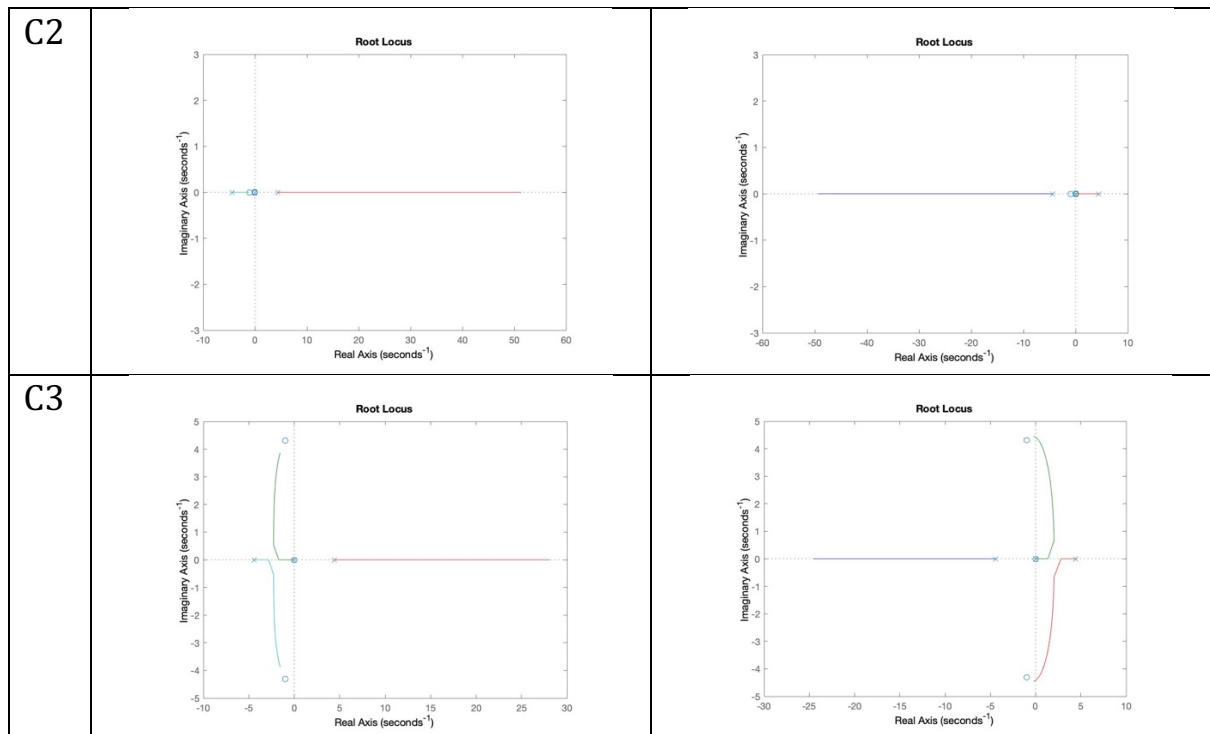 C2
Root Locus
3
2
1
0
-1
-2
-3
Imaginary Axis (seconds⁻¹)
-10 0 10 20 30 40 50 60
Real Axis (seconds⁻¹)
Root Locus
3
2
1
0
-1
-2
-3
Imaginary Axis (seconds⁻¹)
-60 -50 -40 -30 -20 -10 0 10
Real Axis (seconds⁻¹)
C3
Root Locus
5
4
3
2
1
0
-1
-2
-3
-4
-5
Imaginary Axis (seconds⁻¹)
-10 -5 0 5 10 15 20 25 30
Real Axis (seconds⁻¹)
Root Locus
5
4
3
2
1
0
-1
-2
-3
-4
-5
Imaginary Axis (seconds⁻¹)
-30 -25 -20 -15 -10 -5 0 5 10
Real Axis (seconds⁻¹)